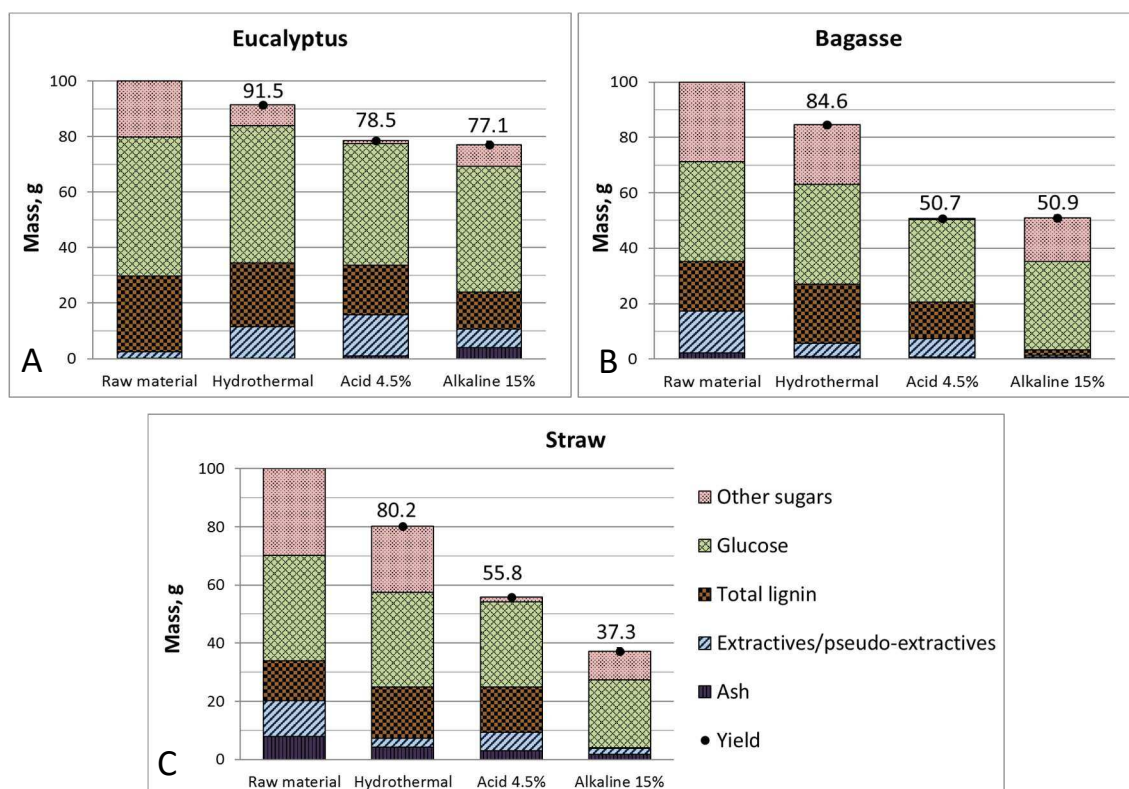 Eucalyptus
Mass, g
100
80
60
40
20
0
91.5
78.5
77.1
Raw material Hydrothermal Acid 4.5% Alkaline 15%
A
Bagasse
Mass, g
100
80
60
40
20
0
84.6
50.7
50.9
Raw material Hydrothermal Acid 4.5% Alkaline 15%
B
Straw
Mass, g
100
80
60
40
20
0
80.2
55.8
37.3
Raw material Hydrothermal Acid 4.5% Alkaline 15%
C
Other sugars
Glucose
Total lignin
Extractives/pseudo-extractives
Ash
Yield